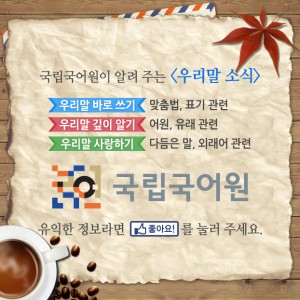 국립국어원이 알려 주는 <우리말 소식>
우리말 바로 쓰기 맞춤법, 표기 관련
우리말 깊이 알기 어원, 유래 관련
우리말 사랑하기 다듬은 말, 외래어 관련
국립국어원
유익한 정보라면 좋아요! 를 눌러 주세요.